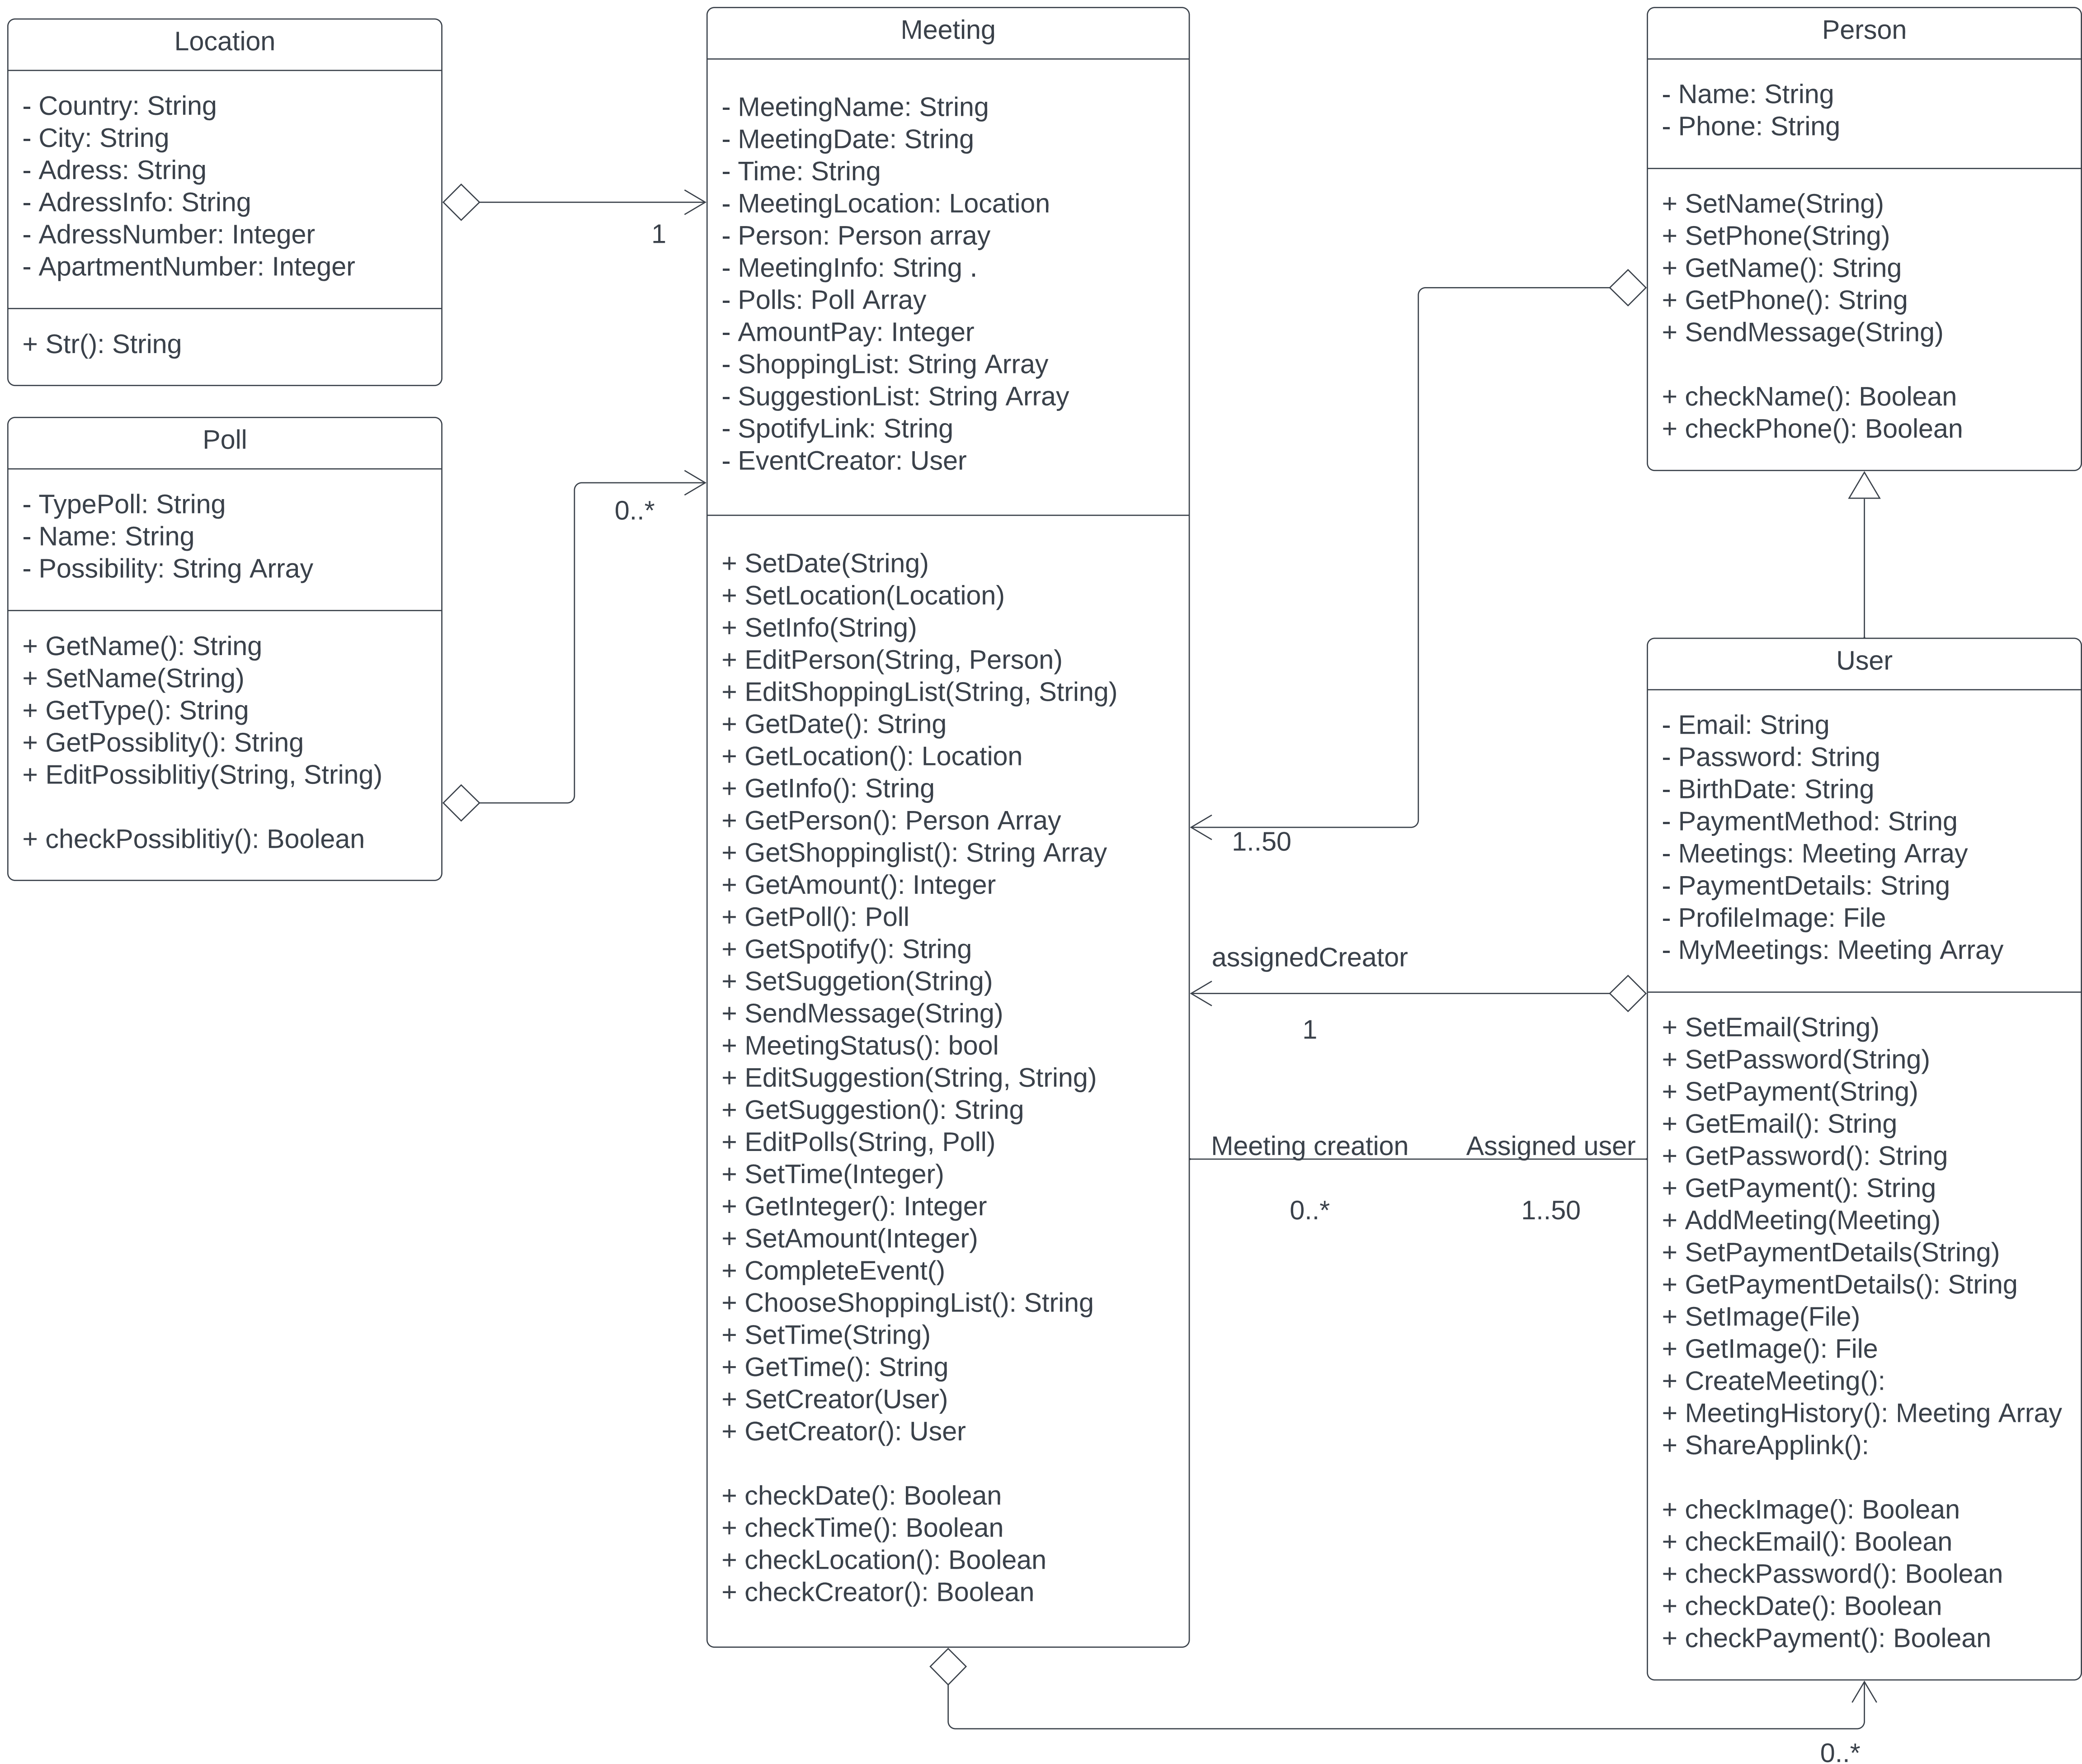 Location
- Country: String
- City: String
- Adress: String
- AdressInfo: String
- AdressNumber: Integer
- ApartmentNumber: Integer
+ Str(): String
Poll
- TypePoll: String
- Name: String
- Possibility: String Array
+ GetName(): String
+ SetName(String)
+ GetType(): String
+ GetPossiblity(): String
+ EditPossiblitiy(String, String)
+ checkPossiblitiy(): Boolean
1
0..*
Meeting
- MeetingName: String
- MeetingDate: String
- Time: String
- MeetingLocation: Location
- Person: Person array
- MeetingInfo: String .
- Polls: Poll Array
- AmountPay: Integer
- ShoppingList: String Array
- SuggestionList: String Array
- SpotifyLink: String
- EventCreator: User
+ SetDate(String)
+ SetLocation(Location)
+ SetInfo(String)
+ EditPerson(String, Person)
+ EditShoppingList(String, String)
+ GetDate(): String
+ GetLocation(): Location
+ GetInfo(): String
+ GetPerson(): Person Array
+ GetShoppinglist(): String Array
+ GetAmount(): Integer
+ GetPoll(): Poll
+ GetSpotify(): String
+ SetSuggetion(String)
+ SendMessage(String)
+ MeetingStatus(): bool
+ EditSuggestion(String, String)
+ GetSuggestion(): String
+ EditPolls(String, Poll)
+ SetTime(Integer)
+ GetInteger(): Integer
+ SetAmount(Integer)
+ CompleteEvent()
+ ChooseShoppingList(): String
+ SetTime(String)
+ GetTime(): String
+ SetCreator(User)
+ GetCreator(): User
+ checkDate(): Boolean
+ checkTime(): Boolean
+ checkLocation(): Boolean
+ checkCreator(): Boolean
1..50
assignedCreator
1
Meeting creation
Assigned user
0..*
1..50
Person
- Name: String
- Phone: String
+ SetName(String)
+ SetPhone(String)
+ GetName(): String
+ GetPhone(): String
+ SendMessage(String)
+ checkName(): Boolean
+ checkPhone(): Boolean
User
- Email: String
- Password: String
- BirthDate: String
- PaymentMethod: String
- Meetings: Meeting Array
- PaymentDetails: String
- ProfileImage: File
- MyMeetings: Meeting Array
+ SetEmail(String)
+ SetPassword(String)
+ SetPayment(String)
+ GetEmail(): String
+ GetPassword(): String
+ GetPayment(): String
+ AddMeeting(Meeting)
+ SetPaymentDetails(String)
+ GetPaymentDetails(): String
+ SetImage(File)
+ GetImage(): File
+ CreateMeeting():
+ MeetingHistory(): Meeting Array
+ ShareApplink():
+ checkImage(): Boolean
+ checkEmail(): Boolean
+ checkPassword(): Boolean
+ checkDate(): Boolean
+ checkPayment(): Boolean
0..*